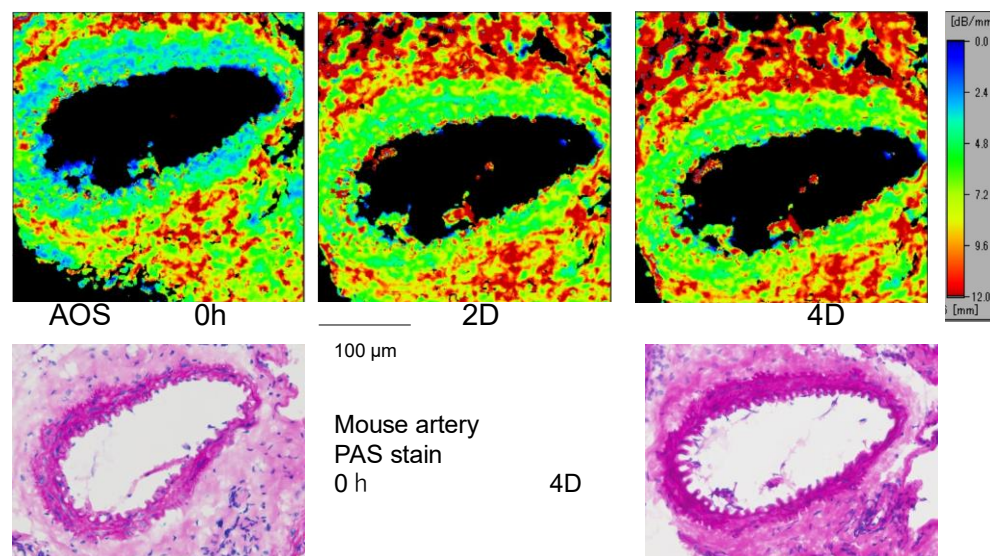 [dB/mm
0.0
2.4
4.8
7.2
9.6
12.0
[mm]
AOS 0h 2D 4D
100 µm
Mouse artery
PAS stain
0 h 4D